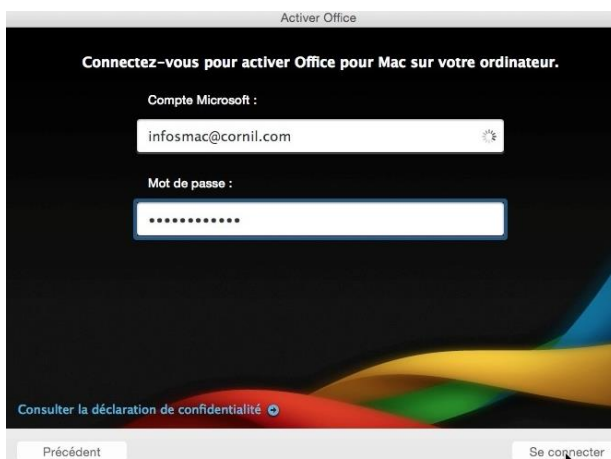 Activer Office
Connectez-vous pour activer Office pour Mac sur votre ordinateur.
Compte Microsoft :
infosmac@cornil.com
Mot de passe :
••••••••••••
Consulter la déclaration de confidentialité
Précédent
Se connecter